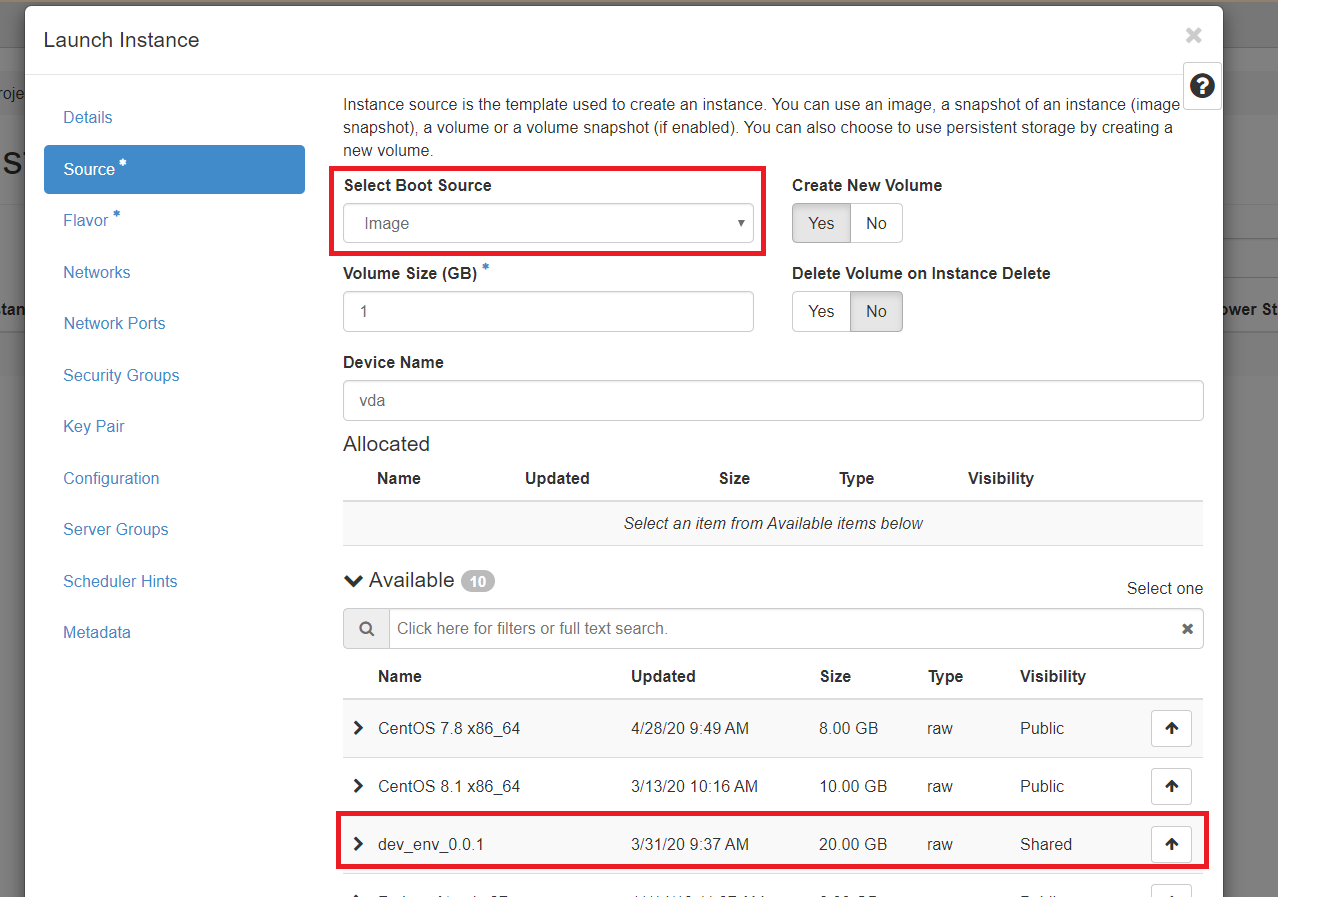 Launch Instance
Details
Source *
Flavor *
Networks
Network Ports
Security Groups
Key Pair
Configuration
Server Groups
Scheduler Hints
Metadata
Instance source is the template used to create an instance. You can use an image, a snapshot of an instance (image
snapshot), a volume or a volume snapshot (if enabled). You can also choose to use persistent storage by creating a
new volume.
Select Boot Source
Image
Create New Volume
Yes No
Volume Size (GB) *
1
Delete Volume on Instance Delete
Yes No
Device Name
vda
Allocated
Name Updated Size Type Visibility
Select an item from Available items below
Available 10
Select one
Click here for filters or full text search.
Name Updated Size Type Visibility
CentOS 7.8 x86_64 4/28/20 9:49 AM 8.00 GB raw Public
CentOS 8.1 x86_64 3/13/20 10:16 AM 10.00 GB raw Public
dev_env_0.0.1 3/31/20 9:37 AM 20.00 GB raw Shared